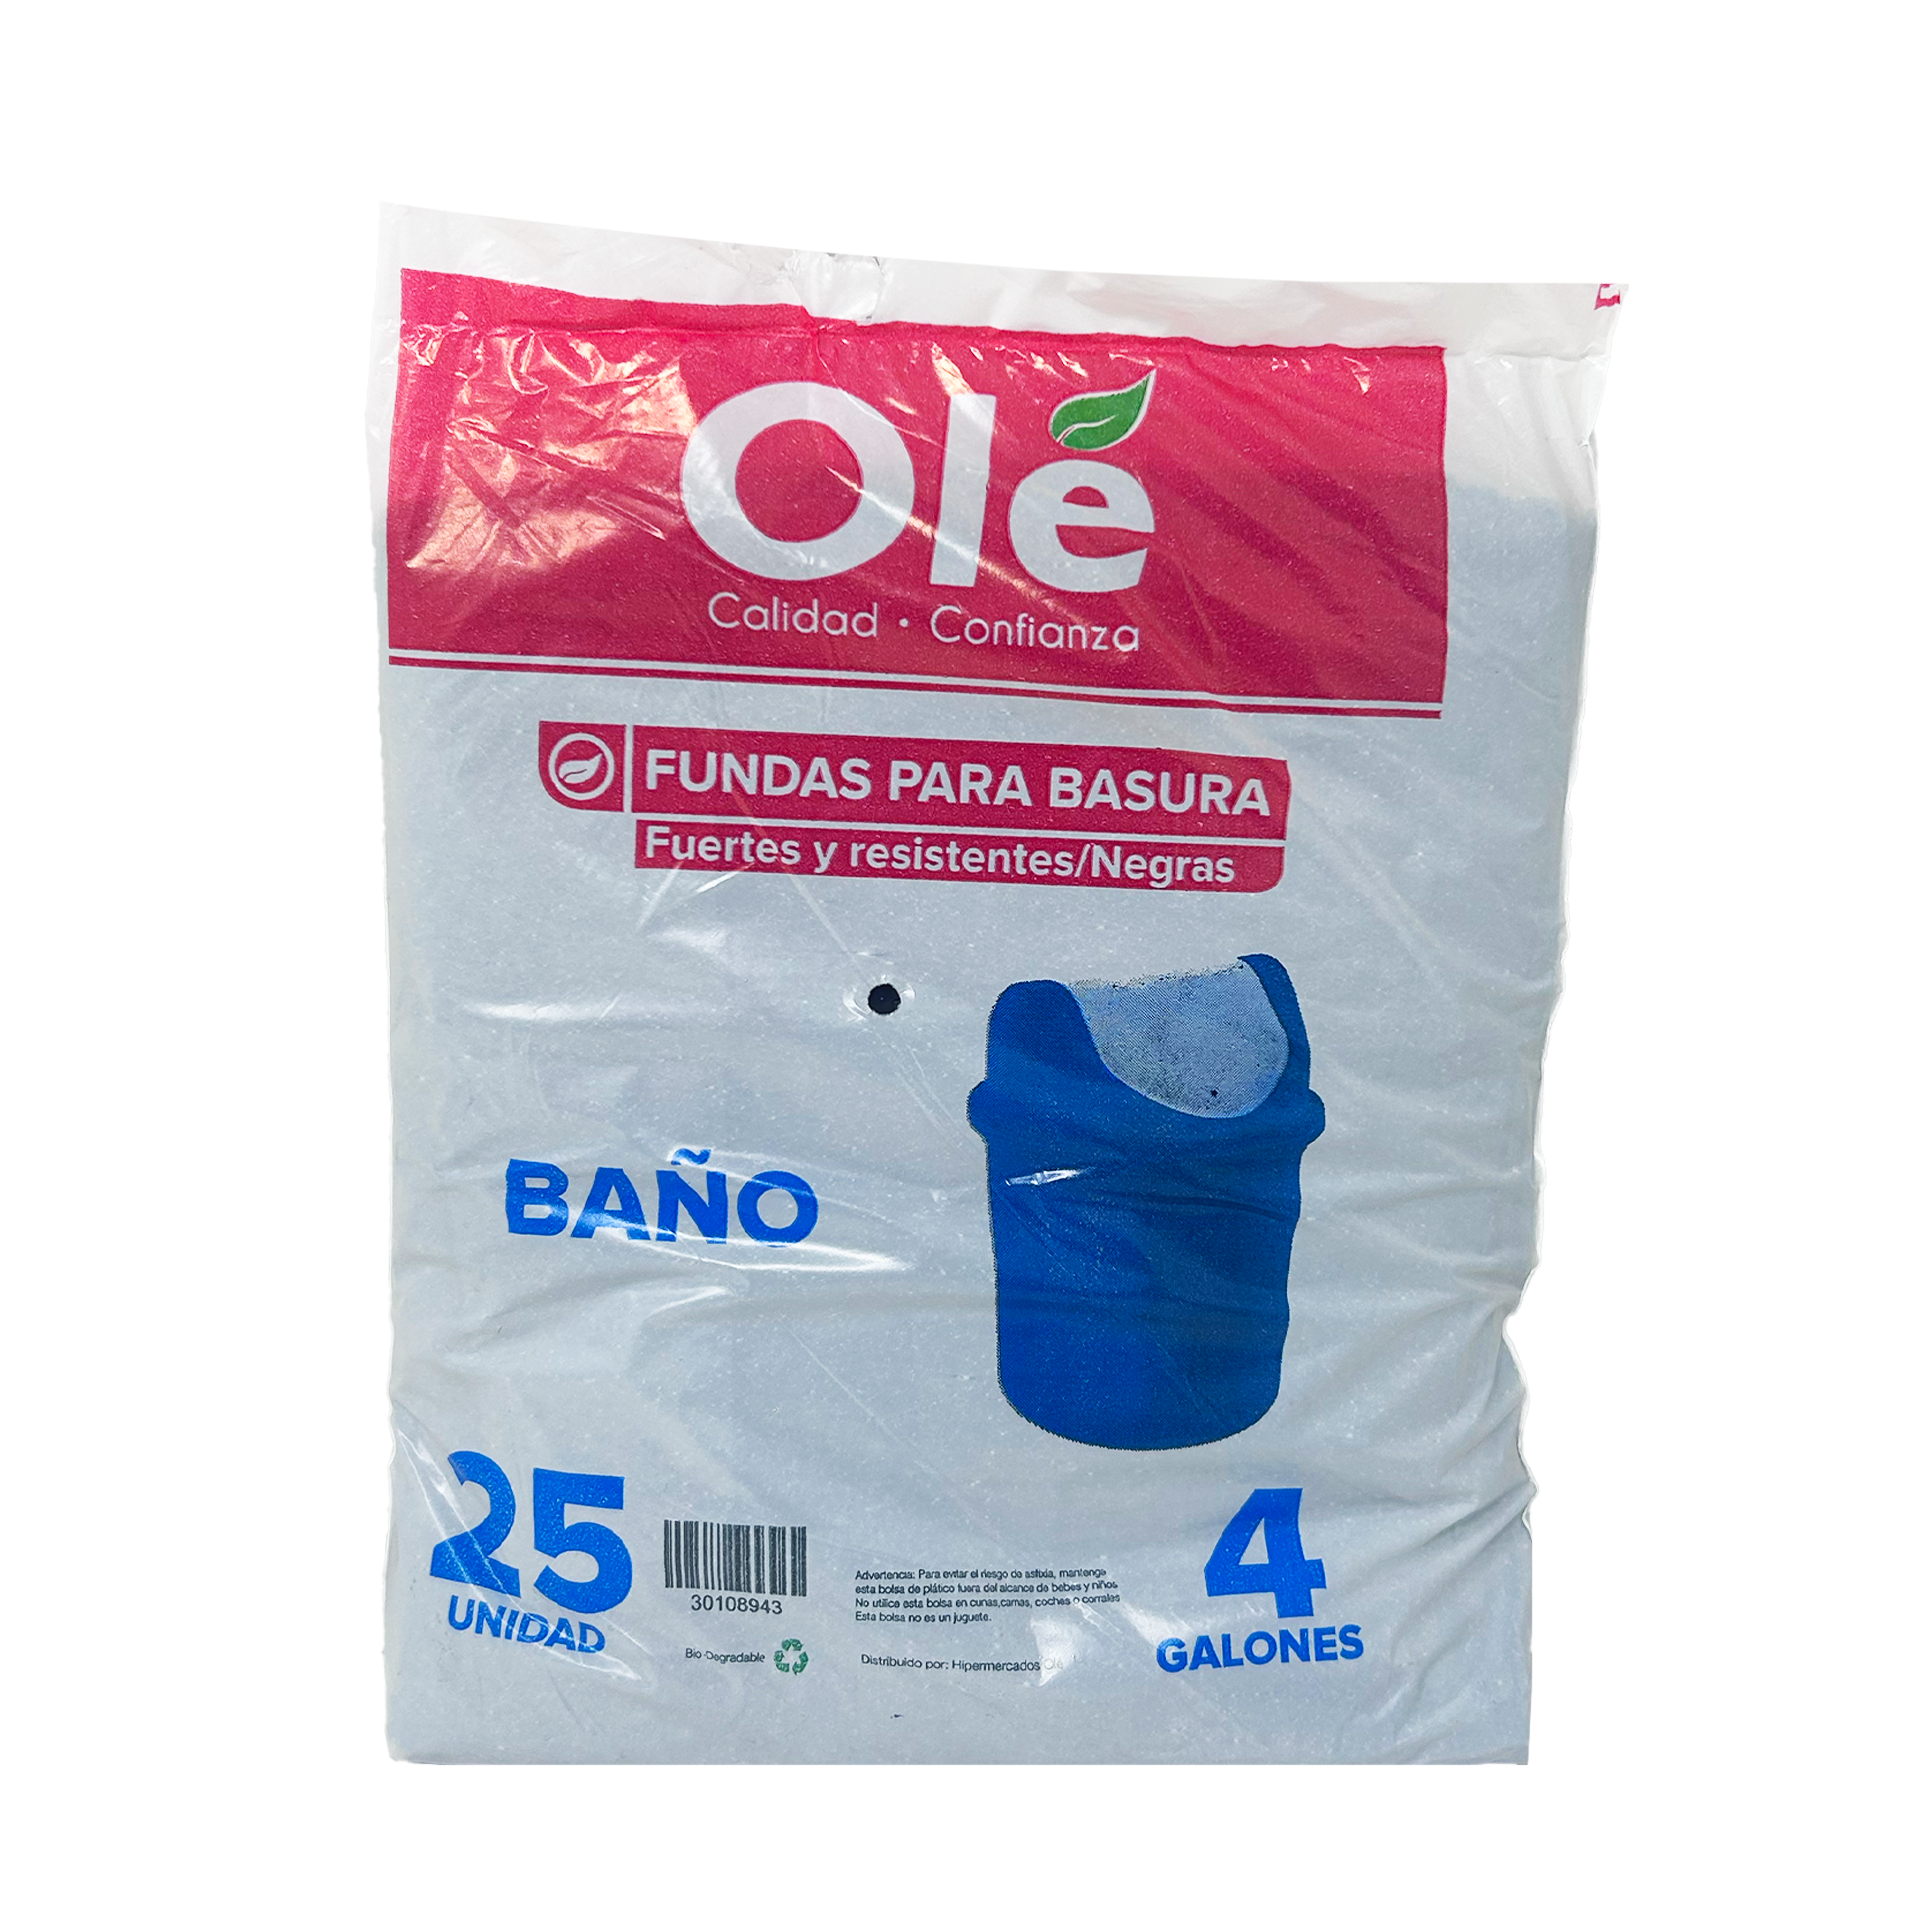 Olé
Calidad · Confianza
FUNDAS PARA BASURA
Fuertes y resistentes/Negras
BAÑO
25
UNIDAD
30108943
Bio-Degradable
Advertencia: Para evitar el riesgo de asfixia, mantenga
esta bolsa de plático fuera del alcance de bebes y niños
No utilice esta bolsa en cunas,camas, coches o corrales
Esta bolsa no es un juguete.
Distribuido por: Hipermercados Olé
4
GALONES